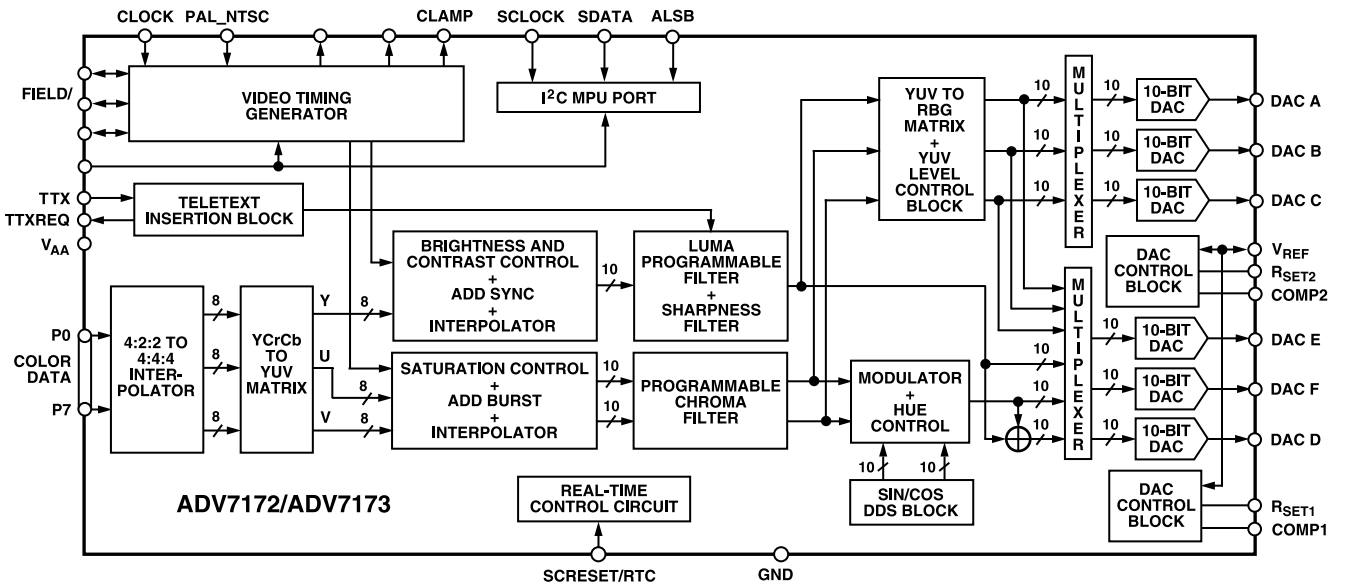 CLOCK PAL_NTSC CLAMP SCLOCK SDATA ALSB
FIELD/
VIDEO TIMING
GENERATOR
I²C MPU PORT
TTX
TTXREQ
VAA
TELETEXT
INSERTION BLOCK
BRIGHTNESS AND
CONTRAST CONTROL
+
ADD SYNC
+
INTERPOLATOR
10
LUMA
PROGRAMMABLE
FILTER
+
SHARPNESS
FILTER
P0
COLOR
DATA
P7
4:2:2 TO
4:4:4
INTER-
POLATOR
8
8
8
YCrCb
TO
YUV
MATRIX
Y
8
U
8
V
8
SATURATION CONTROL
+
ADD BURST
+
INTERPOLATOR
10
10
PROGRAMMABLE
CHROMA
FILTER
YUV TO
RBG
MATRIX
+
YUV
LEVEL
CONTROL
BLOCK
10
10
10
MULTIPLEXER
10
10-BIT
DAC
DAC A
10
10-BIT
DAC
DAC B
10
10-BIT
DAC
DAC C
DAC
CONTROL
BLOCK
VREF
RSET2
COMP2
MODULATOR
+
HUE
CONTROL
10
10
SIN/COS
DDS BLOCK
10
10
10
MULTIPLEXER
10
10-BIT
DAC
DAC E
10
10-BIT
DAC
DAC F
10
10-BIT
DAC
DAC D
DAC
CONTROL
BLOCK
RSET1
COMP1
ADV7172/ADV7173
REAL-TIME
CONTROL CIRCUIT
SCRESET/RTC
GND